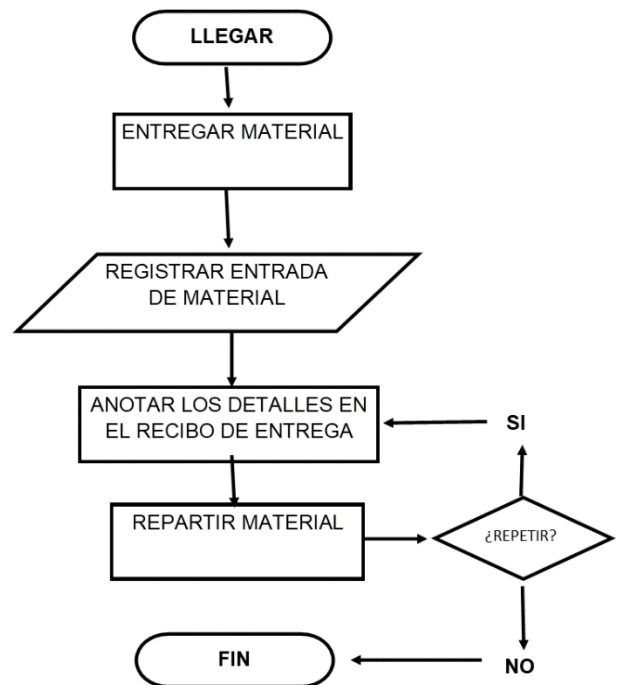 LLEGAR
ENTREGAR MATERIAL
REGISTRAR ENTRADA
DE MATERIAL
ANOTAR LOS DETALLES EN
EL RECIBO DE ENTREGA
SI
REPARTIR MATERIAL
¿REPETIR?
FIN
NO